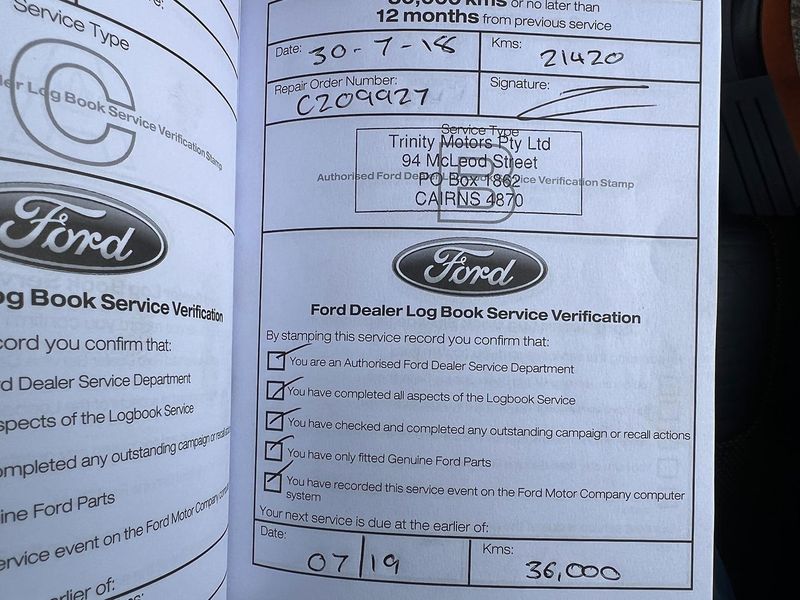 Service Type
C
er Log Book Service Verification Stamp
Ford
og Book Service Verification
cord you confirm that:
d Dealer Service Department
spects of the Logbook Service
ompleted any outstanding campaign or recall
ine Ford Parts
ervice event on the Ford Motor Company
rlier of:
or no later than
12 months from previous service
Date: 30-7-18 Kms: 21420
Repair Order Number: C209927 Signature:
Service Type
B
Trinity Motors Pty Ltd
94 McLeod Street
Authorised Ford Service Verification Stamp
PO Box 1862
CAIRNS 4870
Ford
Ford Dealer Log Book Service Verification
By stamping this service record you confirm that:
You are an Authorised Ford Dealer Service Department
You have completed all aspects of the Logbook Service
You have checked and completed any outstanding campaign or recall actions
You have only fitted Genuine Ford Parts
You have recorded this service event on the Ford Motor Company computer
system
Your next service is due at the earlier of:
Date: 07/19 Kms: 36,000